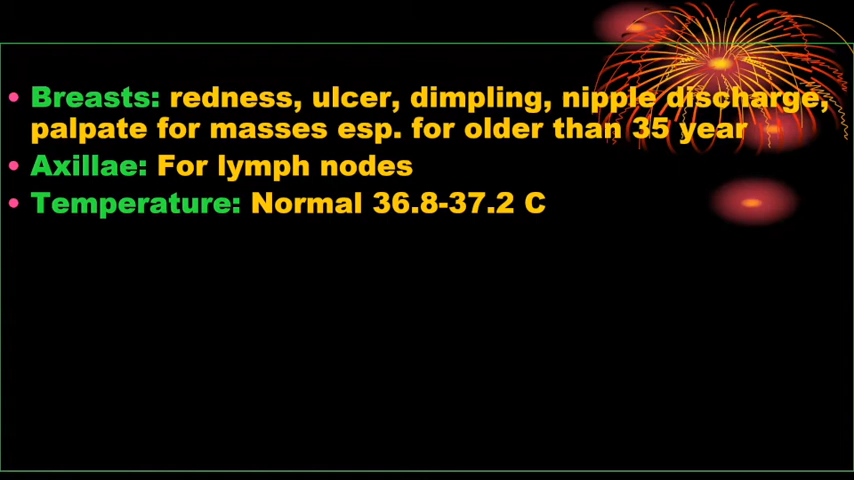 • Breasts: redness, ulcer, dimpling, nipple discharge,
palpate for masses esp. for older than 35 year
• Axillae: For lymph nodes
• Temperature: Normal 36.8-37.2 C